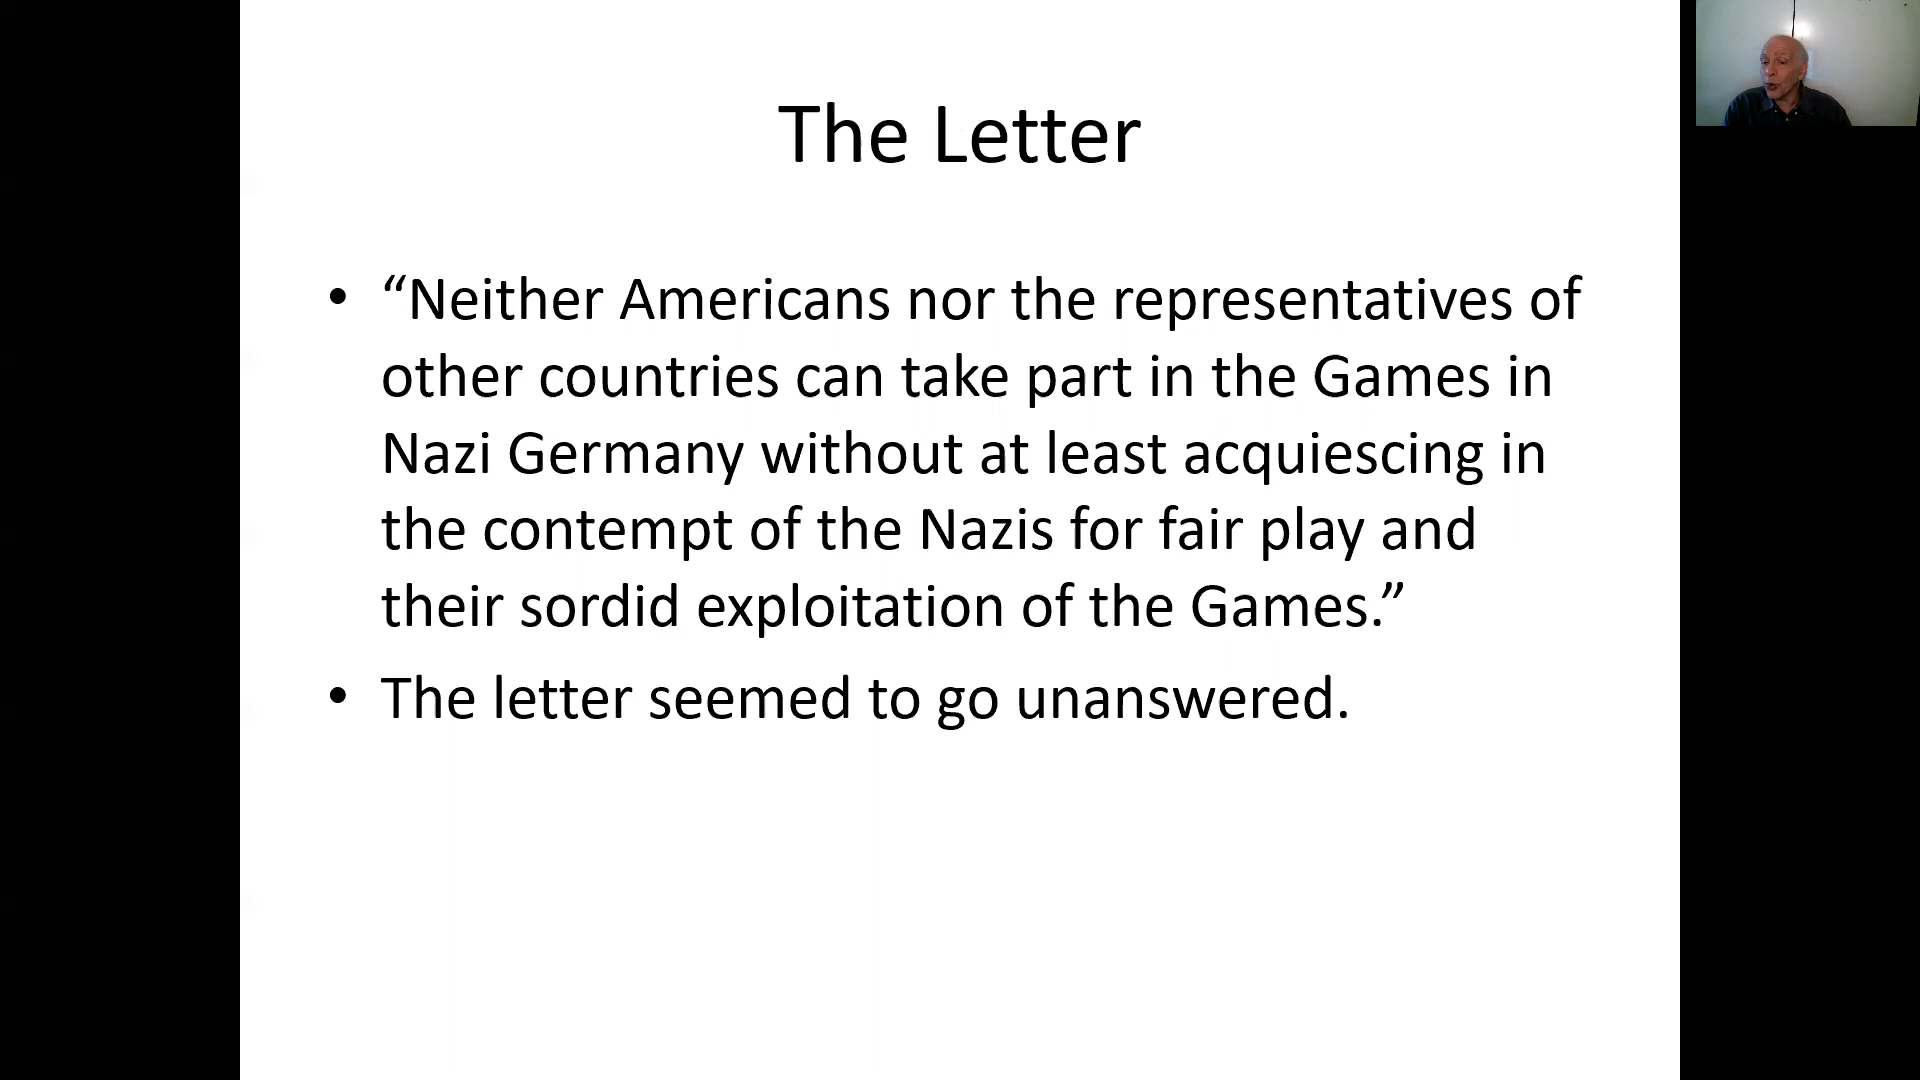 The Letter
• “Neither Americans nor the representatives of
other countries can take part in the Games in
Nazi Germany without at least acquiescing in
the contempt of the Nazis for fair play and
their sordid exploitation of the Games.”
• The letter seemed to go unanswered.